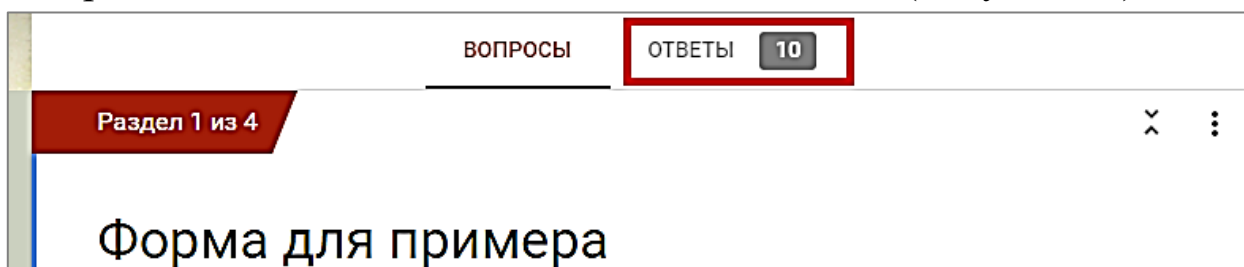 ВОПРОСЫ ОТВЕТЫ 10
Раздел 1 из 4
Форма для примера